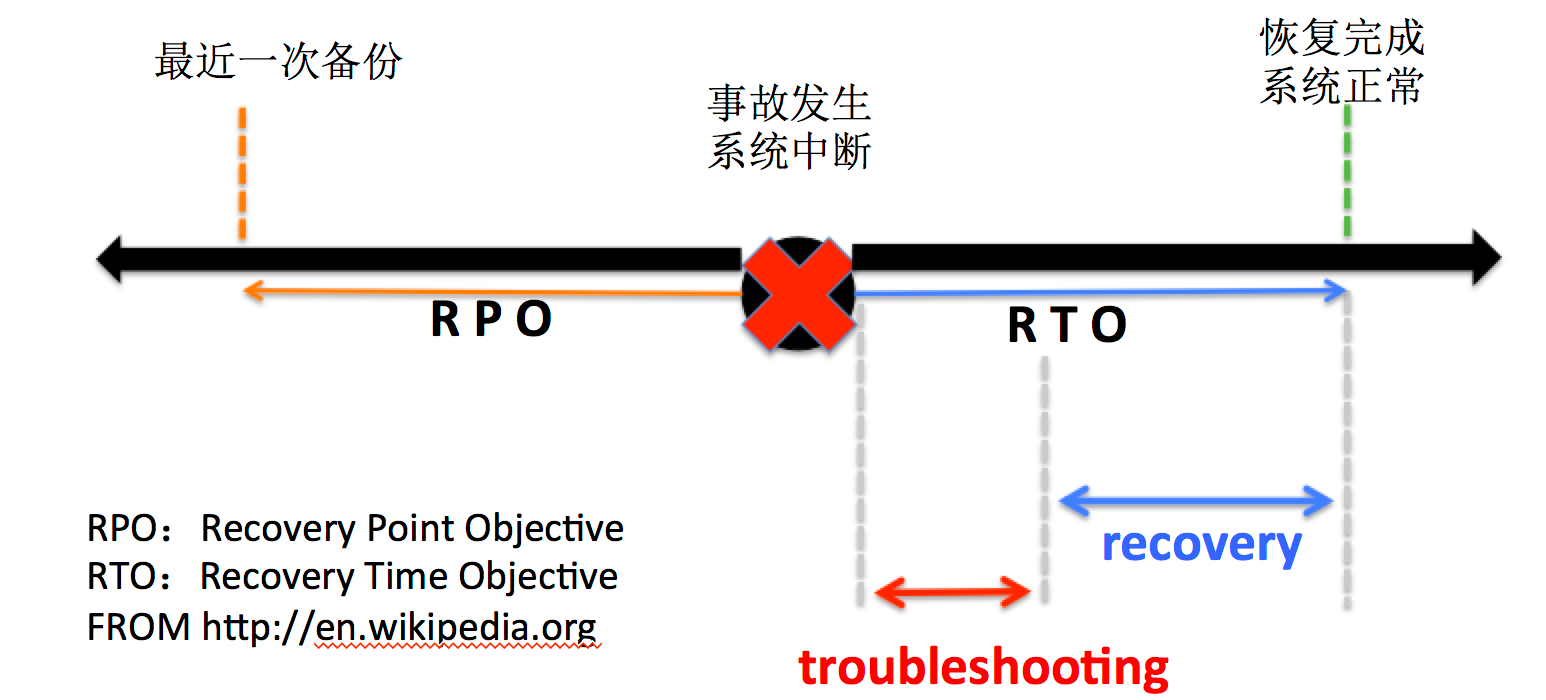 最近一次备份
事故发生
系统中断
恢复完成
系统正常
R P O
R T O
recovery
troubleshooting
RPO： Recovery Point Objective
RTO： Recovery Time Objective
FROM http://en.wikipedia.org